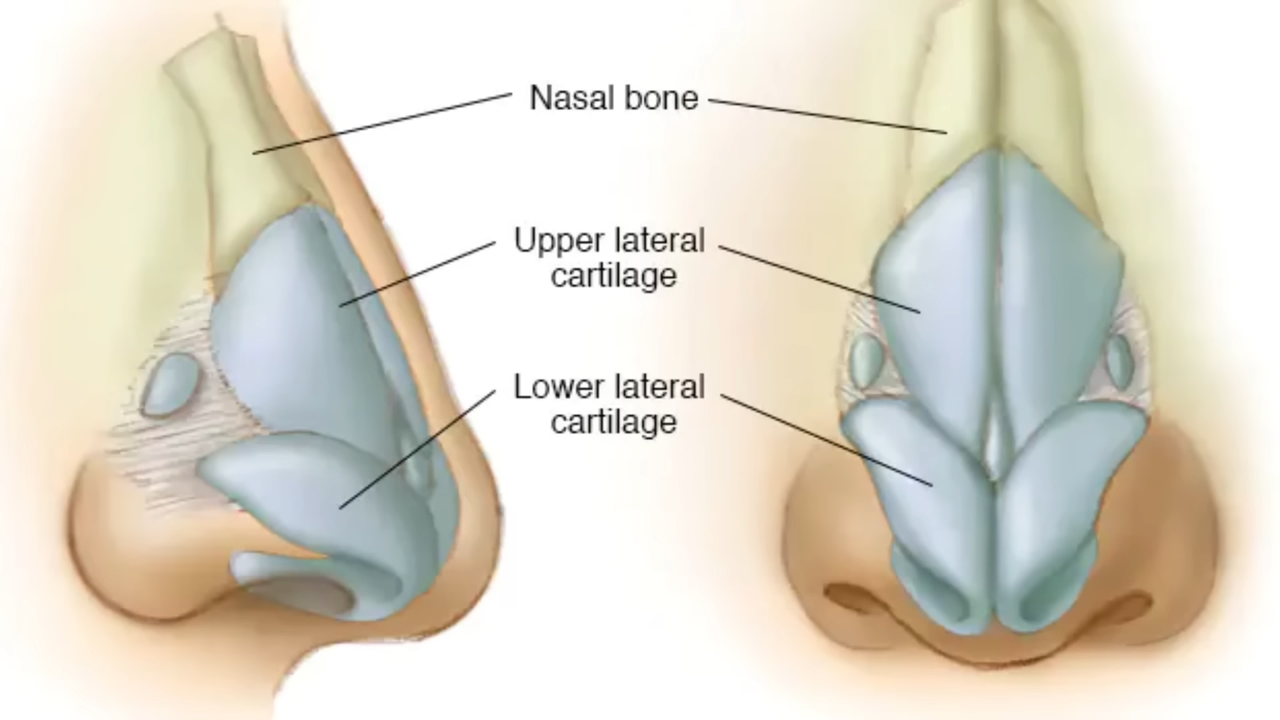 Nasal bone
Upper lateral
cartilage
Lower lateral
cartilage